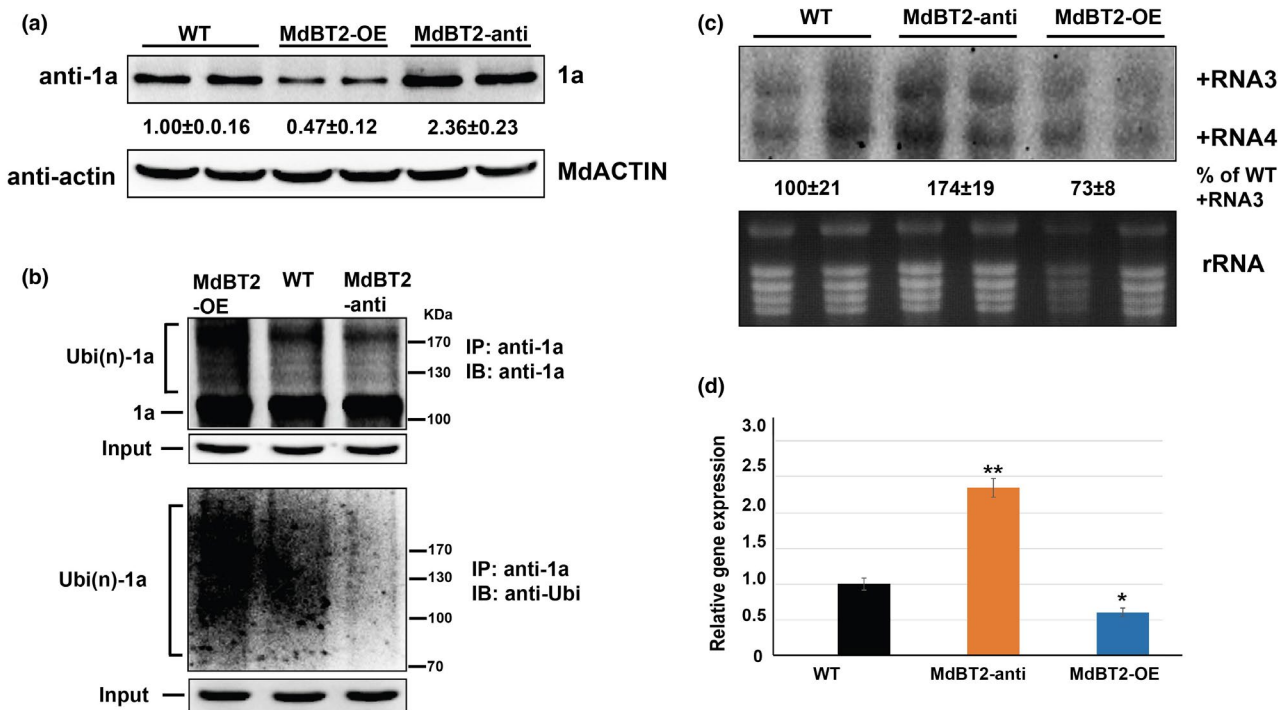 (a)
WT MdBT2-OE MdBT2-anti
anti-1a 1a
1.00±0.0.16 0.47±0.12 2.36±0.23
anti-actin MdACTIN
(b)
MdBT2
-OE WT MdBT2
-anti
KDa
Ubi(n)-1a
170
130
1a
100
IP: anti-1a
IB: anti-1a
Input
Ubi(n)-1a
170
130
100
70
IP: anti-1a
IB: anti-Ubi
Input
(c)
WT MdBT2-anti MdBT2-OE
+RNA3
+RNA4
100±21 174±19 73±8
% of WT
+RNA3
rRNA
(d)
Relative gene expression
3.0
2.5
2.0
1.5
1.0
0.5
0
**
*
WT MdBT2-anti MdBT2-OE